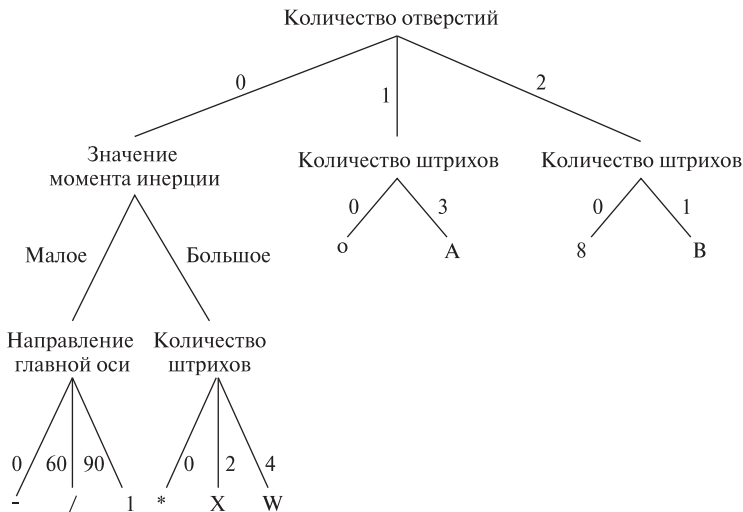 Количество отверстий
0
1
2
Значение
момента инерции
Количество штрихов
Количество штрихов
0
3
0
1
о
А
8
В
Малое
Большое
Направление
главной оси
Количество
штрихов
0
60
90
0
2
4
-
/
1
*
X
W